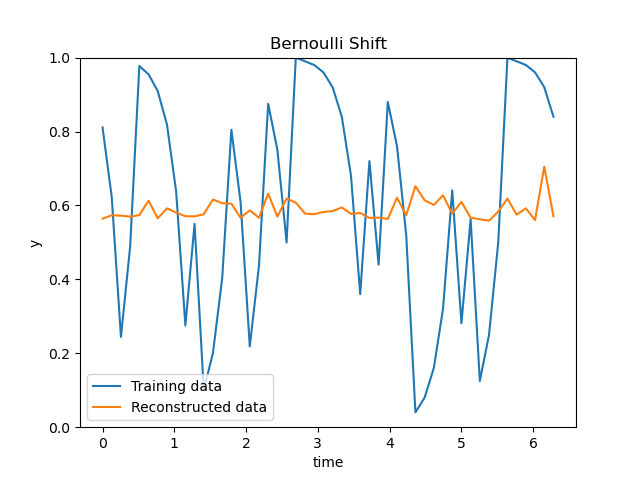 Bernoulli Shift
1.0
0.8
0.6
0.4
0.2
0.0
y
Training data
Reconstructed data
0 1 2 3 4 5 6
time